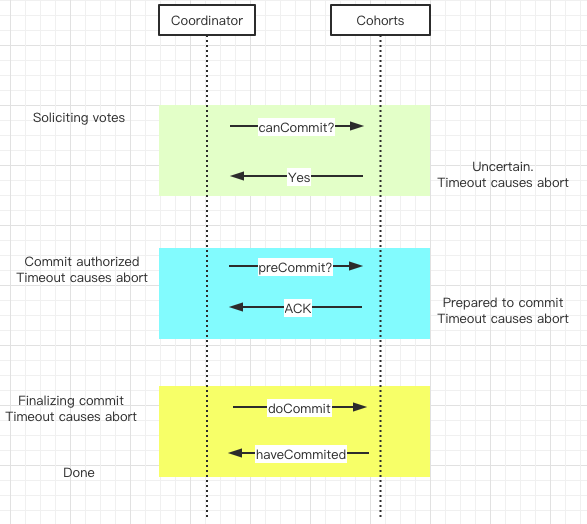 Coordinator
Cohorts
Soliciting votes
canCommit?
Yes
Uncertain.
Timeout causes abort
Commit authorized
Timeout causes abort
preCommit?
ACK
Prepared to commit
Timeout causes abort
Finalizing commit
Timeout causes abort
doCommit
haveCommited
Done